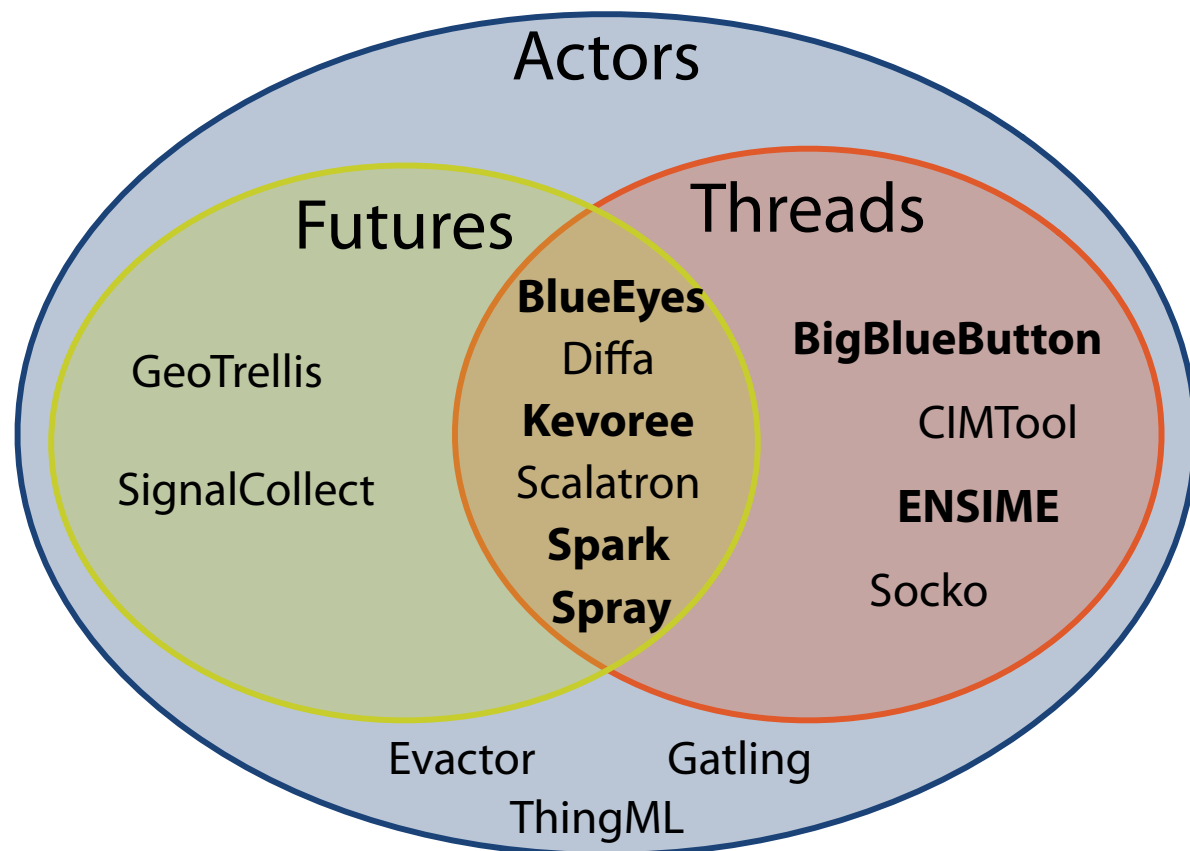 Actors
Futures
Threads
GeoTrellis
SignalCollect
BlueEyes
Diffa
Kevoree
Scalatron
Spark
Spray
BigBlueButton
CIMTool
ENSIME
Socko
Evactor
Gatling
ThingML